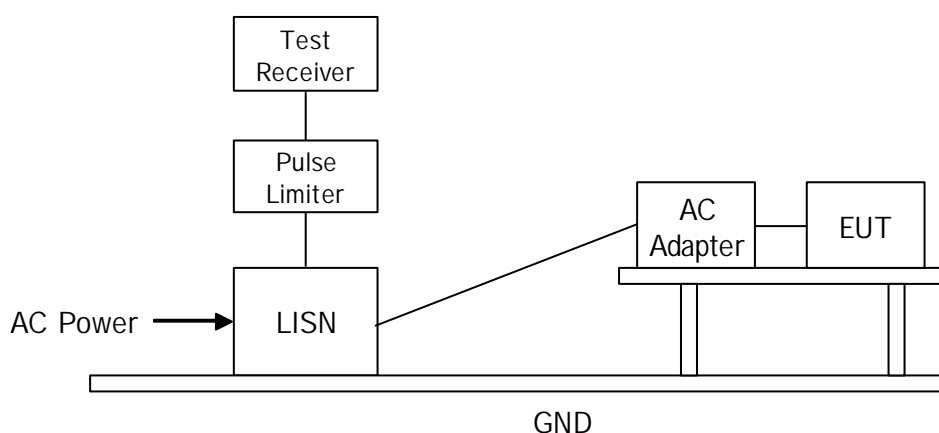 Test
Receiver
Pulse
Limiter
AC
Adapter
EUT
AC Power
LISN
GND